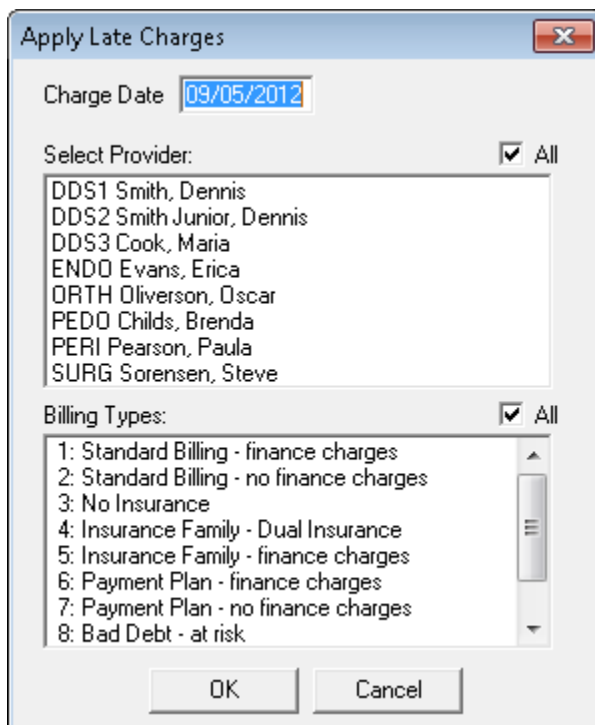 Apply Late Charges
Charge Date 09/05/2012
Select Provider: All
DDS1 Smith, Dennis
DDS2 Smith Junior, Dennis
DDS3 Cook, Maria
ENDO Evans, Erica
ORTH Oliverson, Oscar
PEDO Childs, Brenda
PERI Pearson, Paula
SURG Sorensen, Steve
Billing Types: All
1: Standard Billing - finance charges
2: Standard Billing - no finance charges
3: No Insurance
4: Insurance Family - Dual Insurance
5: Insurance Family - finance charges
6: Payment Plan - finance charges
7: Payment Plan - no finance charges
8: Bad Debt - at risk
OK Cancel